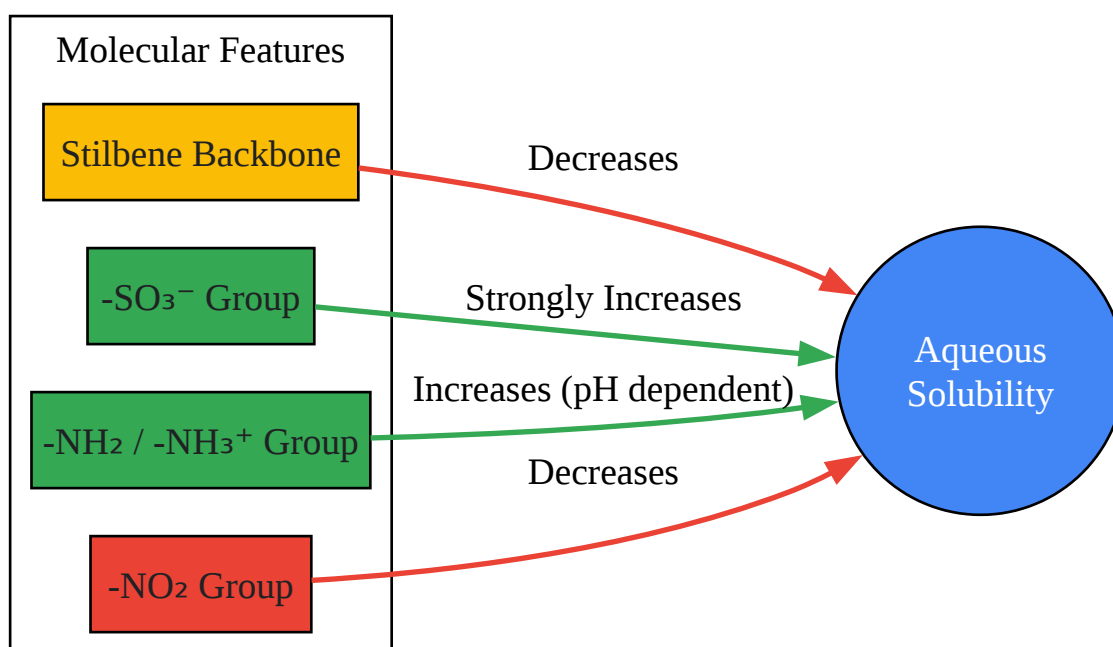 Molecular Features
Stilbene Backbone
Decreases
-SO₃⁻ Group
Strongly Increases
-NH₂ / -NH₃⁺ Group
Increases (pH dependent)
-NO₂ Group
Decreases
Aqueous
Solubility